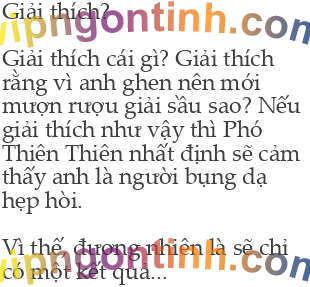 Giải thích?
vipngontinh.com
Giải thích cái gì? Giải thích
rằng vì anh ghen nên mới
mượn rượu giải sầu sao? Nếu
giải thích như vậy thì Phó
Thiên Thiên nhất định sẽ cảm
thấy anh là người bụng dạ
hẹp hòi.
Vì thế, đương nhiên là sẽ chỉ
có một kết quả...
vipngontinh.com